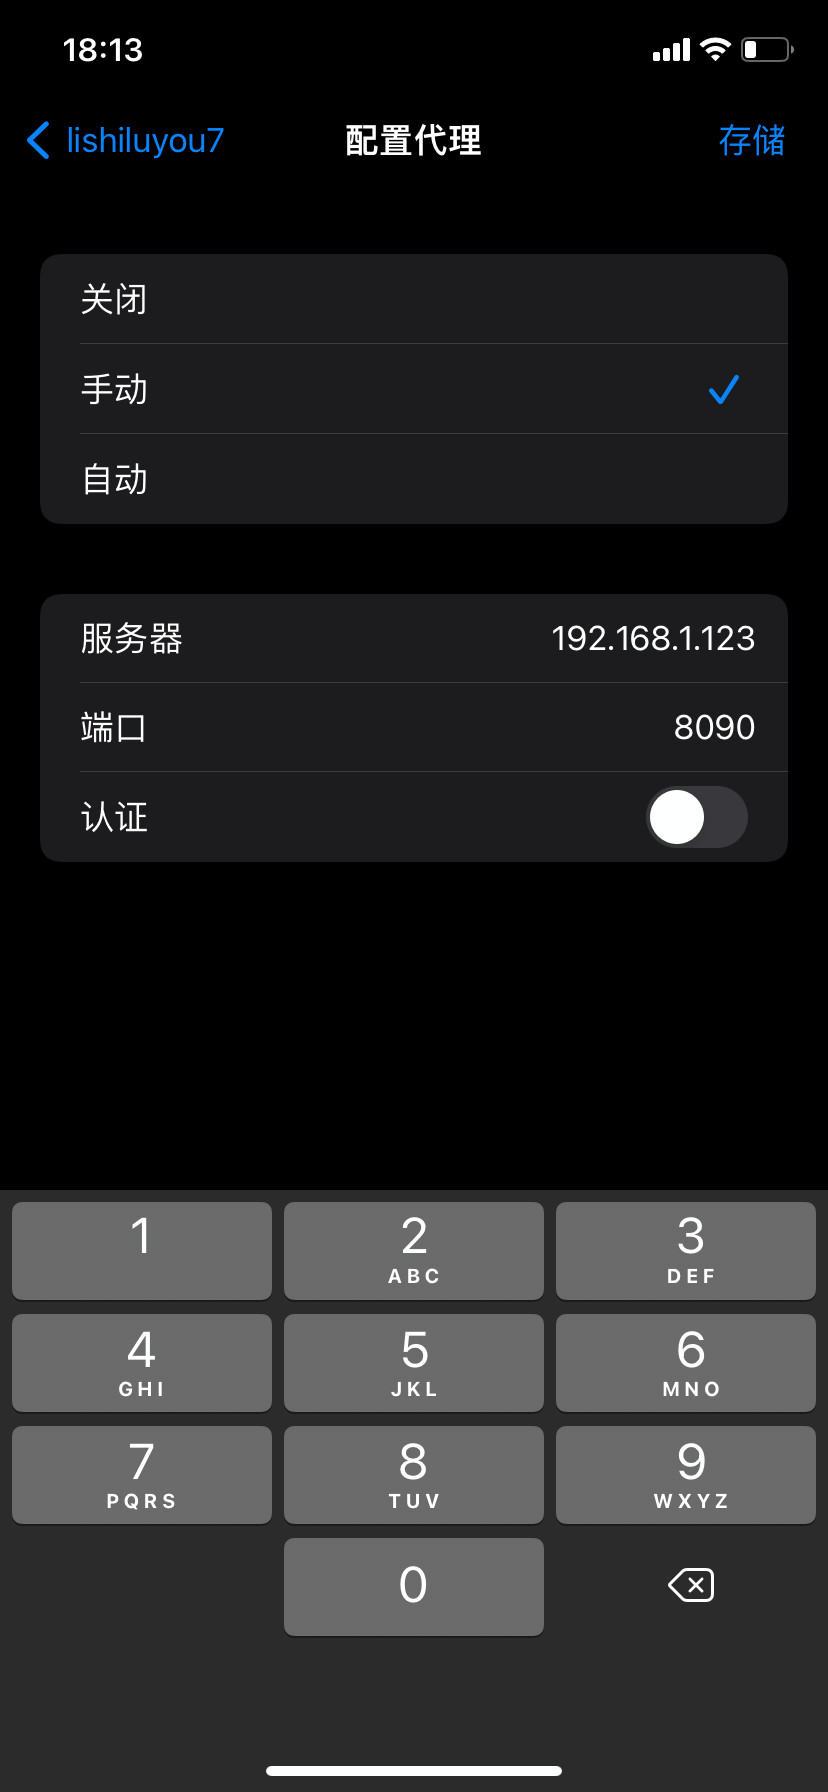 18:13
lishiluyou7 配置代理 存储
关闭
手动
自动
服务器 192.168.1.123
端口 8090
认证
1 2 3
ABC DEF
4 5 6
GHI JKL MNO
7 8 9
PQRS TUV WXYZ
0